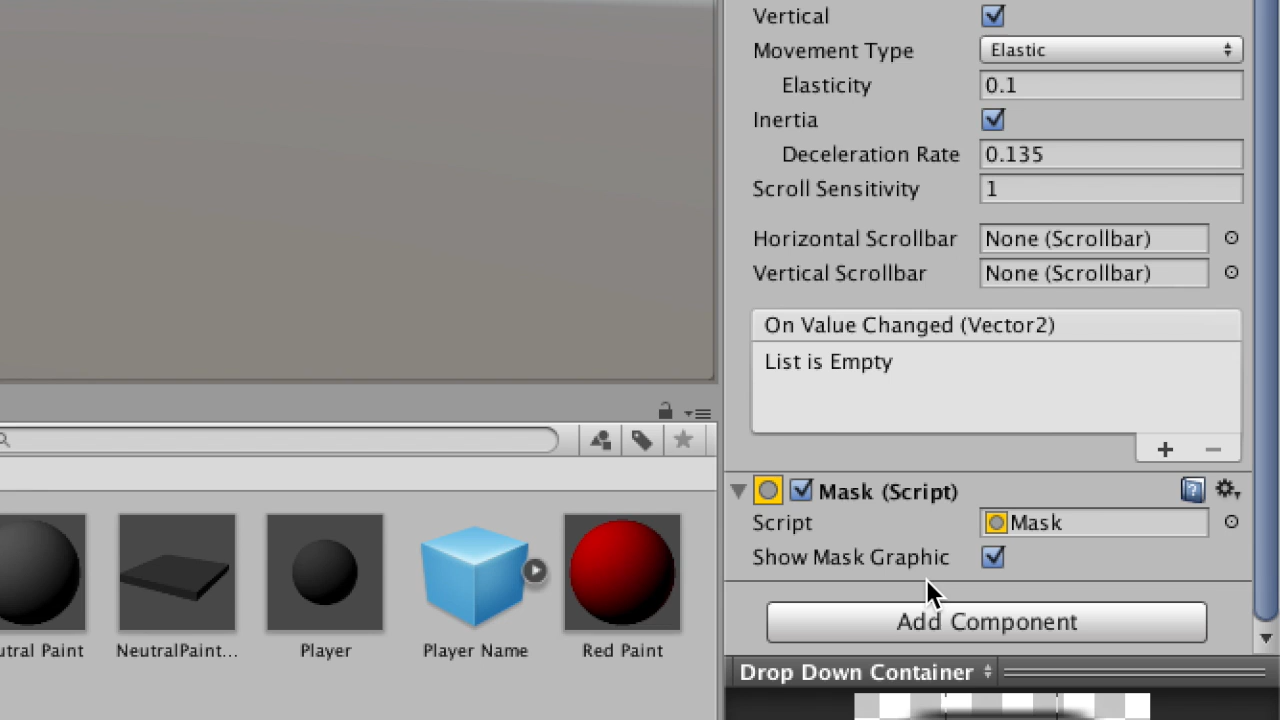 Vertical
Movement Type Elastic
Elasticity 0.1
Inertia
Deceleration Rate 0.135
Scroll Sensitivity 1
Horizontal Scrollbar None (Scrollbar)
Vertical Scrollbar None (Scrollbar)
On Value Changed (Vector2)
List is Empty
+ −
Mask (Script)
Script Mask
Show Mask Graphic
Add Component
utral Paint NeutralPaint... Player Player Name Red Paint
Drop Down Container